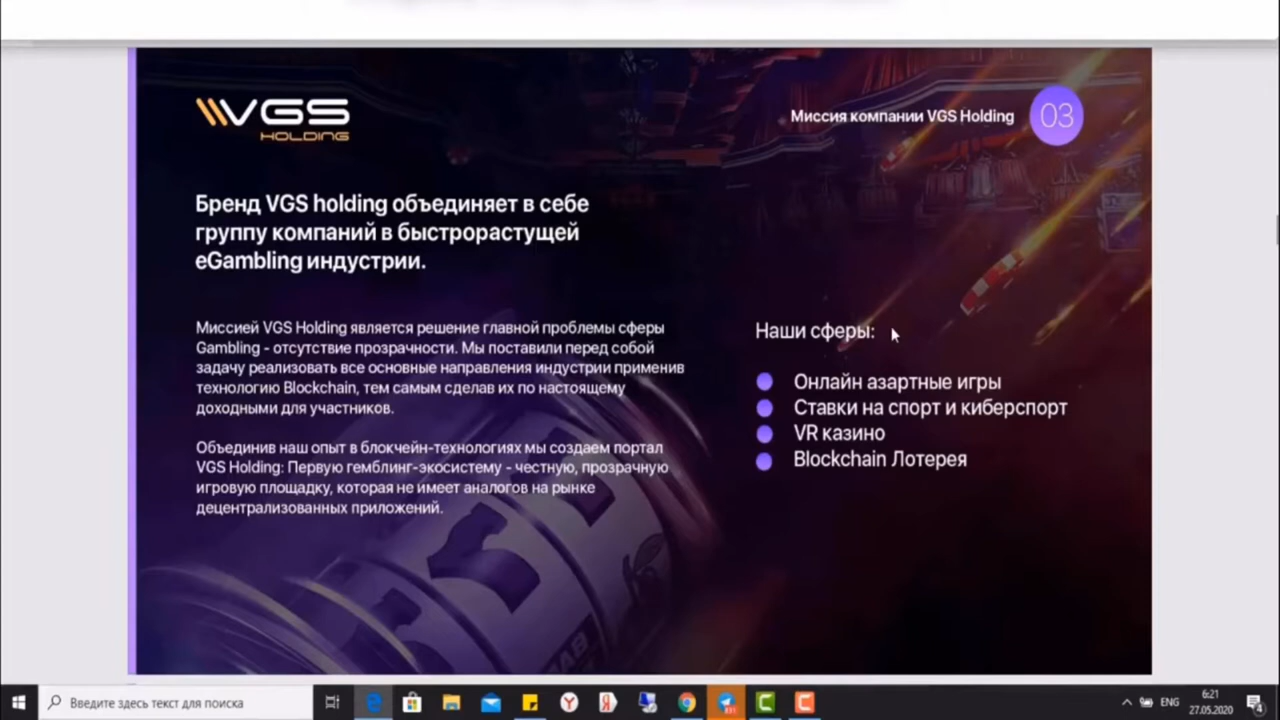 VGS
HOLDING
Миссия компании VGS Holding
03
Бренд VGS holding объединяет в себе
группу компаний в быстрорастущей
eGambling индустрии.
Миссией VGS Holding является решение главной проблемы сферы
Gambling - отсутствие прозрачности. Мы поставили перед собой
задачу реализовать все основные направления индустрии применив
технологию Blockchain, тем самым сделав их по настоящему
доходными для участников.
Объединив наш опыт в блокчейн-технологиях мы создаем портал
VGS Holding: Первую гемблинг-экосистему - честную, прозрачную
игровую площадку, которая не имеет аналогов на рынке
децентрализованных приложений.
Наши сферы:
Онлайн азартные игры
Ставки на спорт и киберспорт
VR казино
Blockchain Лотерея
Введите здесь текст для поиска
ENG
6:21
27.05.2020